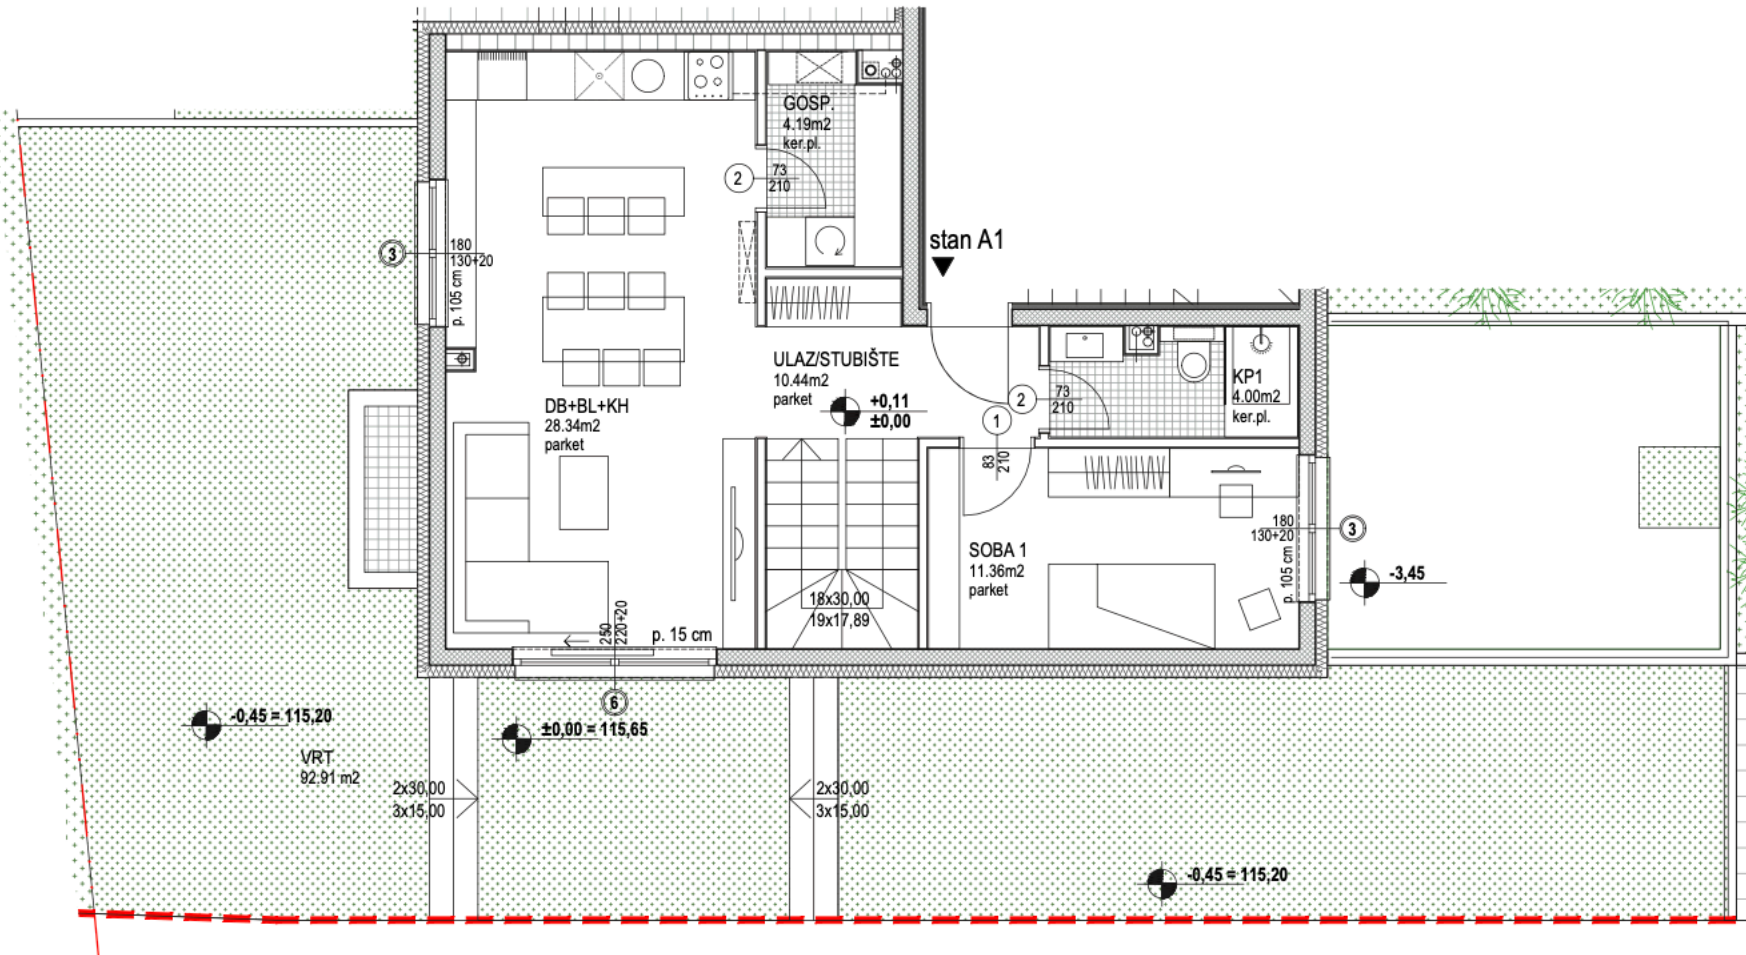 GOSP.
4.19m2
ker.pl.
2
73
210
stan A1
3
180
130+20
p. 105 cm
ULAZ/STUBIŠTE
10.44m2
parket
+0,11
±0,00
DB+BL+KH
28.34m2
parket
2
73
210
KP1
4.00m2
ker.pl.
1
83
210
SOBA 1
11.36m2
parket
180
130+20
3
p. 105 cm
-3,45
18x30,00
19x17,89
250
220+20
p. 15 cm
6
-0,45 = 115,20
±0,00 = 115,65
VRT
92.91 m2
2x30,00
3x15,00
2x30,00
3x15,00
-0,45 = 115,20